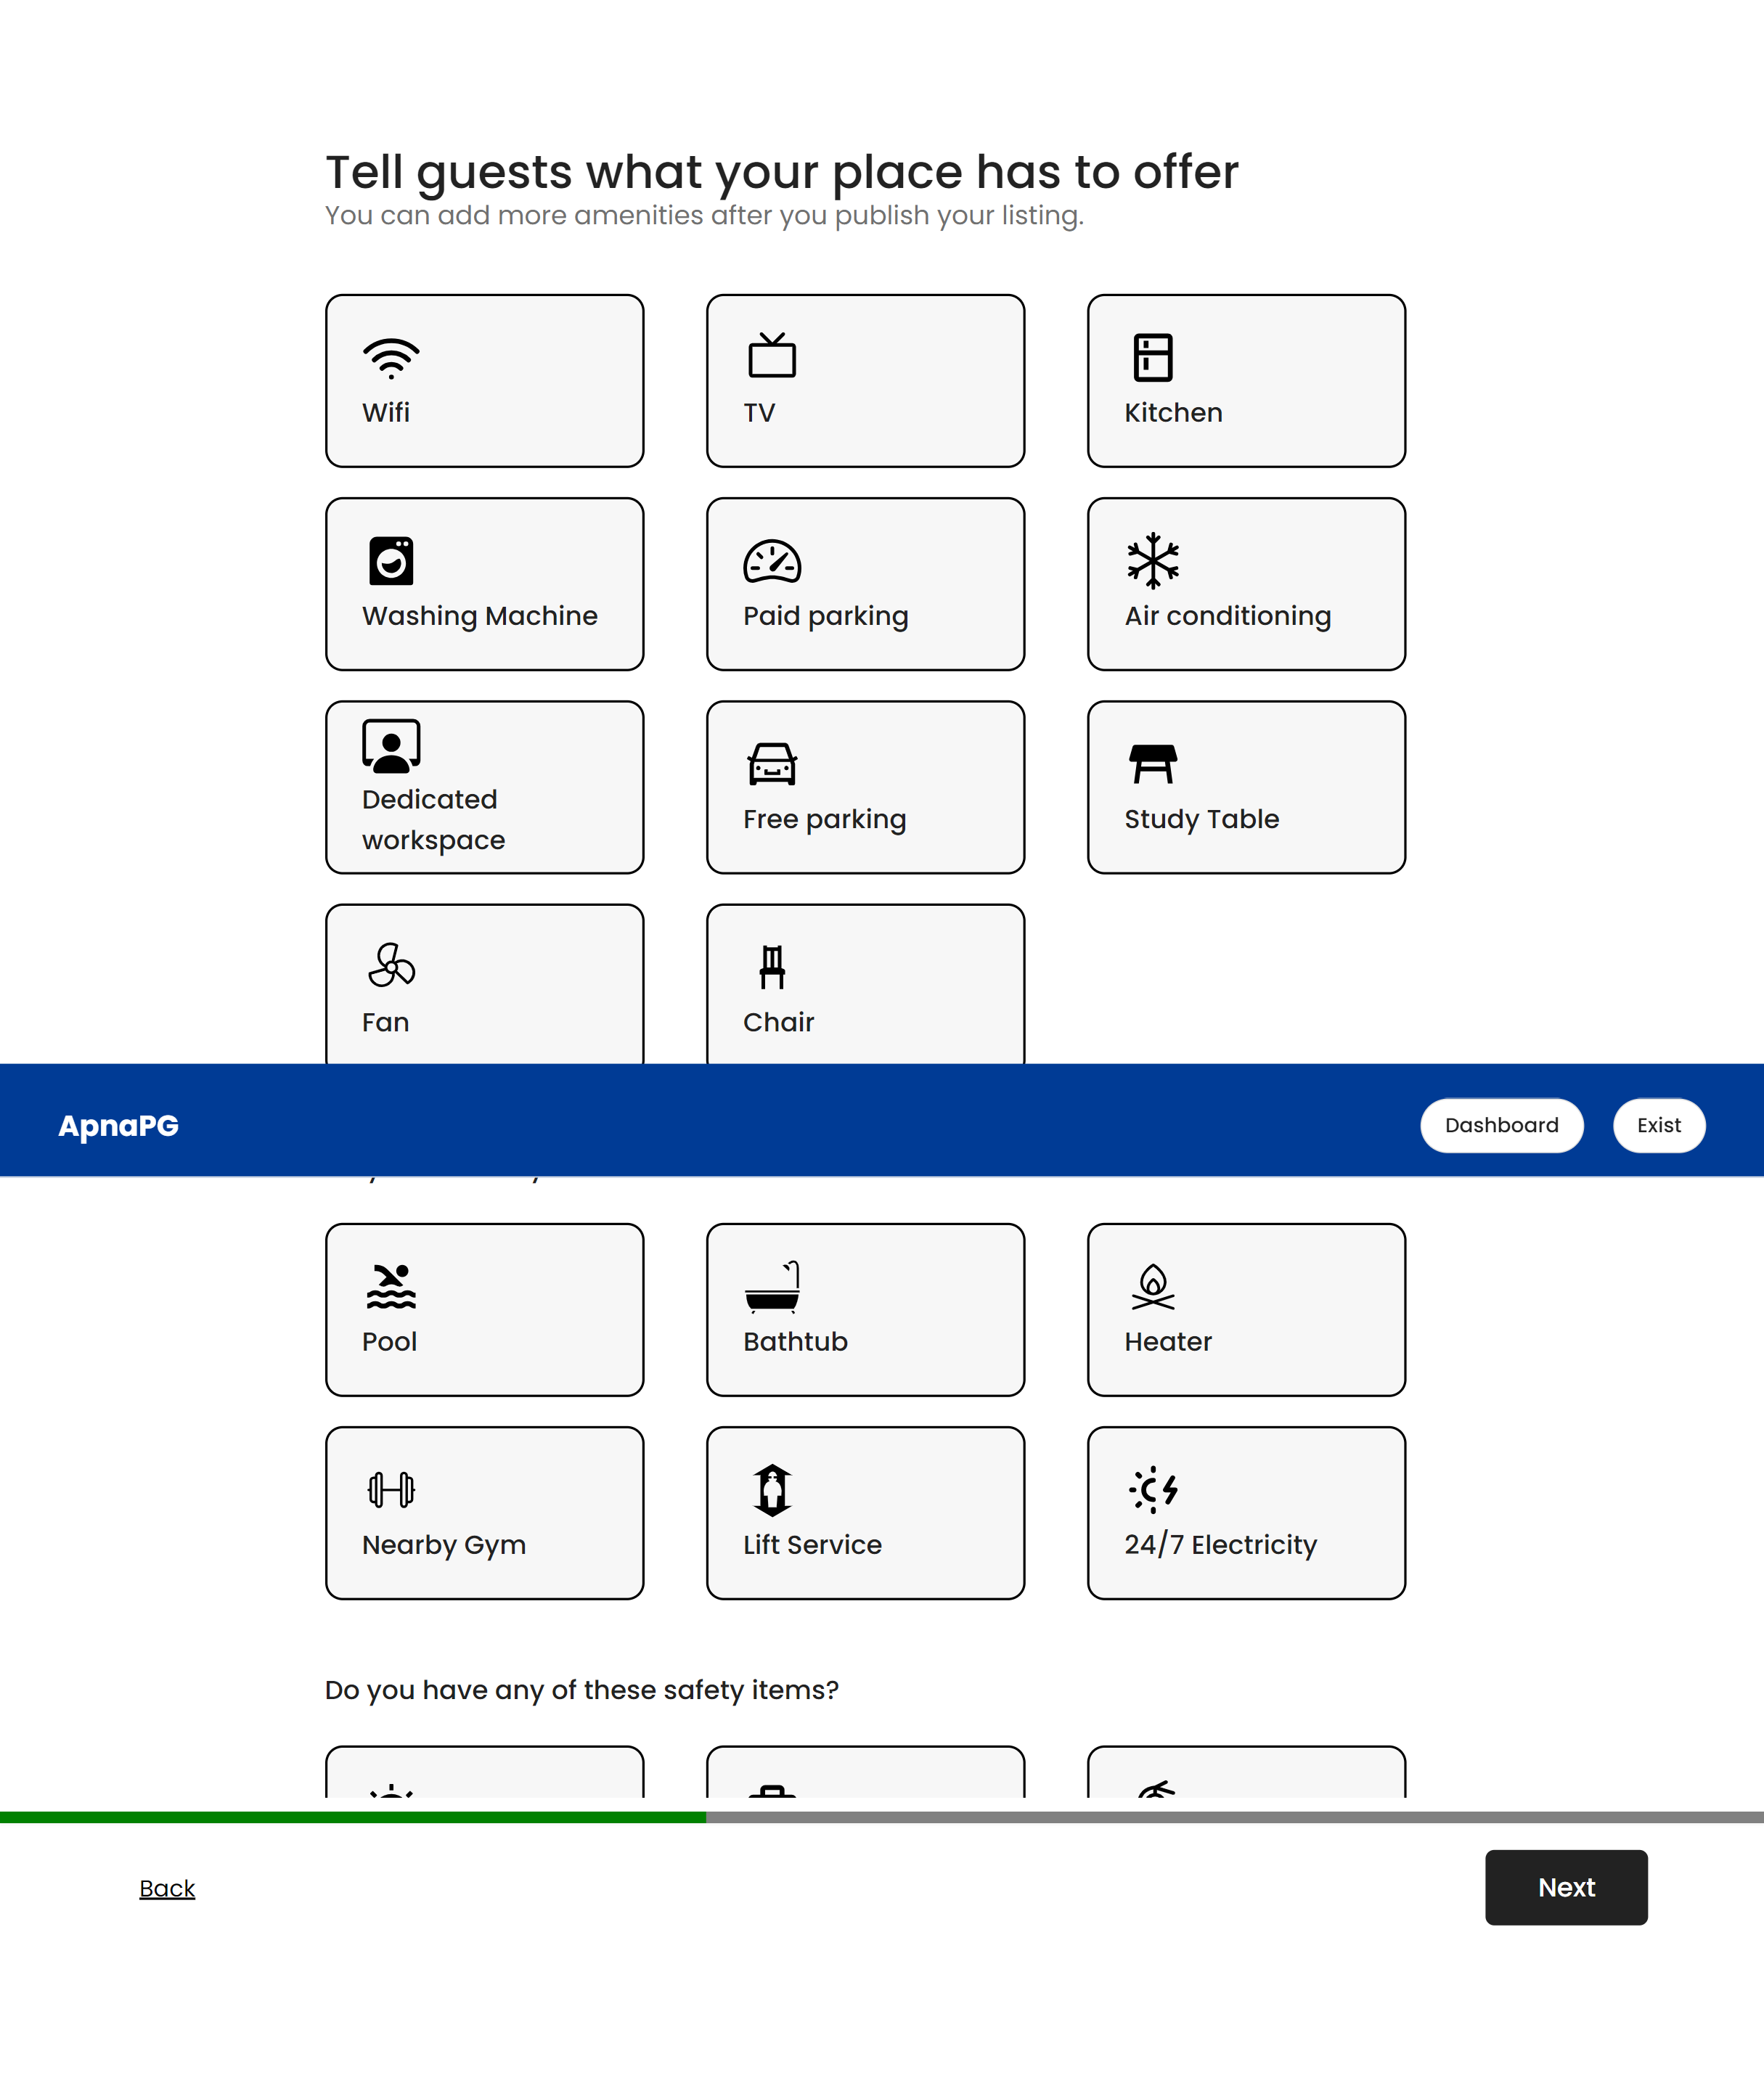 Tell guests what your place has to offer
You can add more amenities after you publish your listing.
Wifi
TV
Kitchen
Washing Machine
Paid parking
Air conditioning
Dedicated
workspace
Free parking
Study Table
Fan
Chair
ApnaPG
Dashboard
Exist
Pool
Bathtub
Heater
Nearby Gym
Lift Service
24/7 Electricity
Do you have any of these safety items?
Back
Next